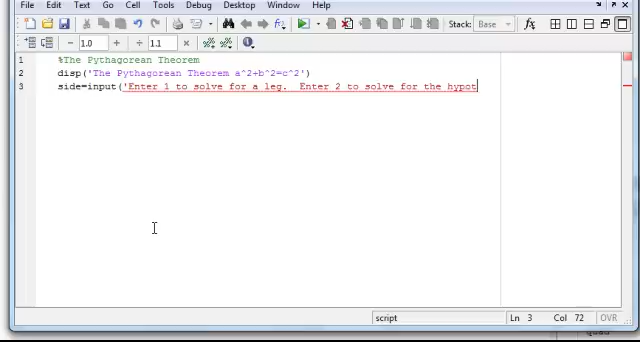 File Edit Text Go Cell Tools Debug Desktop Window Help
Stack: Base fx
1.0 1.1
1 %The Pythagorean Theorem
2 disp('The Pythagorean Theorem a^2+b^2=c^2')
3 side=input('Enter 1 to solve for a leg.  Enter 2 to solve for the hypot
script Ln 3 Col 72 OVR